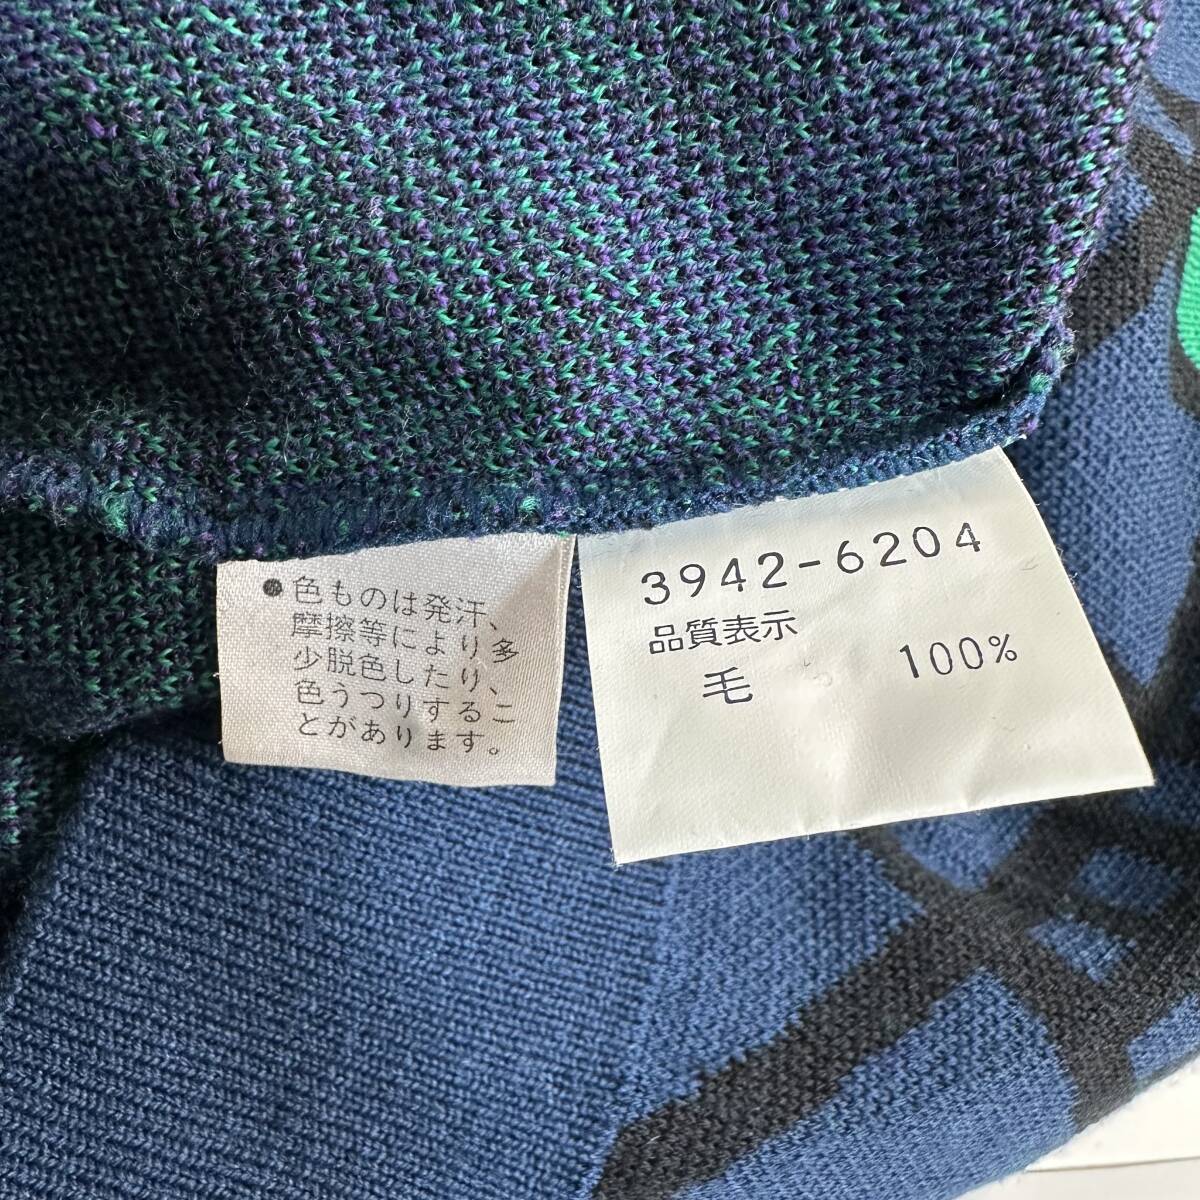 ●色ものは発汗、
摩擦等により多
少脱色したり、
色うつりするこ
とがあります。
3942-6204
品質表示
毛 100%